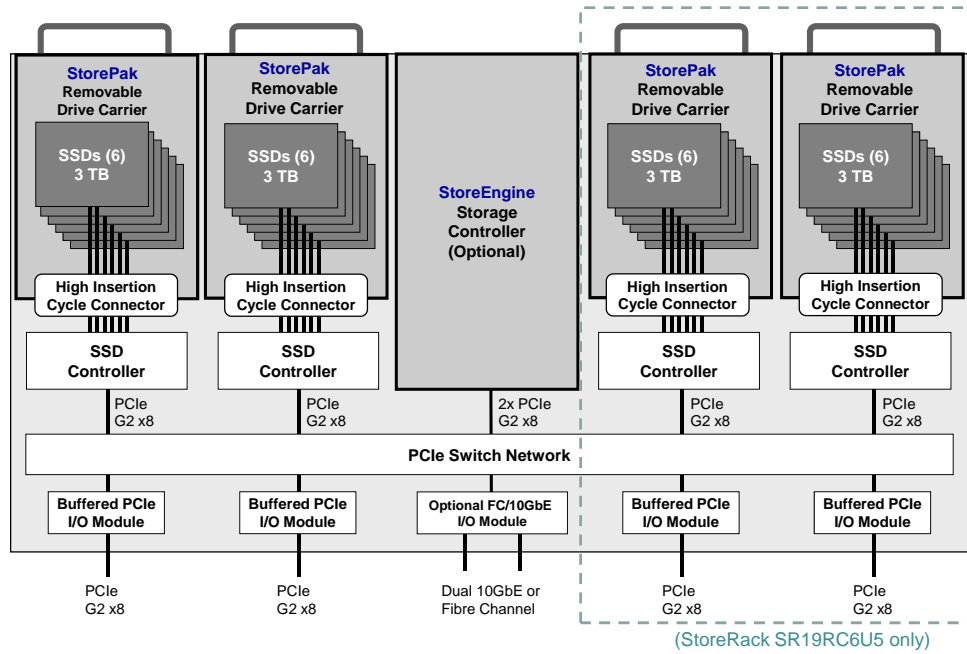 StorePak
Removable
Drive Carrier
SSDs (6)
3 TB
High Insertion
Cycle Connector
SSD
Controller
PCIe
G2 x8
StorePak
Removable
Drive Carrier
SSDs (6)
3 TB
High Insertion
Cycle Connector
SSD
Controller
PCIe
G2 x8
StoreEngine
Storage
Controller
(Optional)
2x PCIe
G2 x8
StorePak
Removable
Drive Carrier
SSDs (6)
3 TB
High Insertion
Cycle Connector
SSD
Controller
PCIe
G2 x8
StorePak
Removable
Drive Carrier
SSDs (6)
3 TB
High Insertion
Cycle Connector
SSD
Controller
PCIe
G2 x8
PCIe Switch Network
Buffered PCIe
I/O Module
PCIe
G2 x8
Buffered PCIe
I/O Module
PCIe
G2 x8
Optional FC/10GbE
I/O Module
Dual 10GbE or
Fibre Channel
Buffered PCIe
I/O Module
PCIe
G2 x8
Buffered PCIe
I/O Module
PCIe
G2 x8
(StoreRack SR19RC6U5 only)